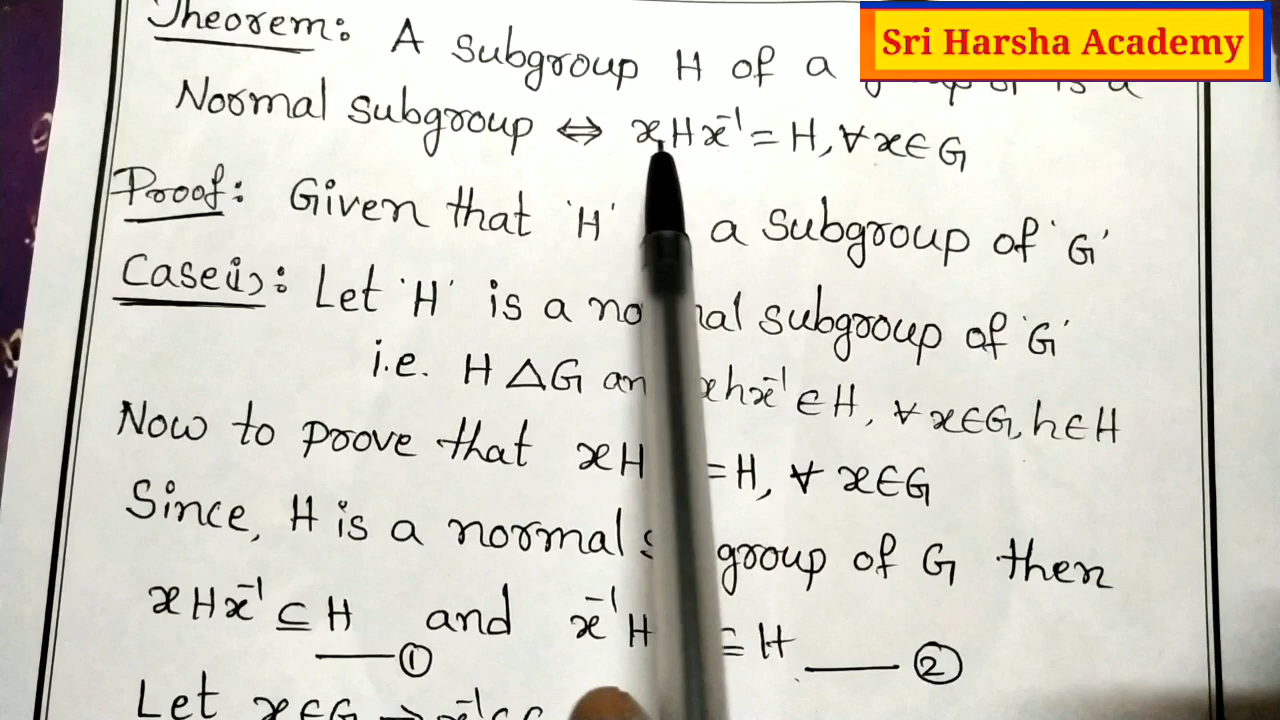 Sri Harsha Academy
Theorem: A subgroup H of a is a
Normal subgroup ⇔ xHx⁻¹ = H, ∀ x∈G
Proof: Given that 'H' a subgroup of 'G'
Case(i): Let 'H' is a normal subgroup of 'G'
i.e. H △ G an xhx⁻¹ ∈ H, ∀ x∈G, h∈H
Now to prove that xH = H, ∀ x∈G
Since, H is a normal group of G then
xHx⁻¹ ⊆ H and x⁻¹H ⊆ H
① ②
Let x∈G